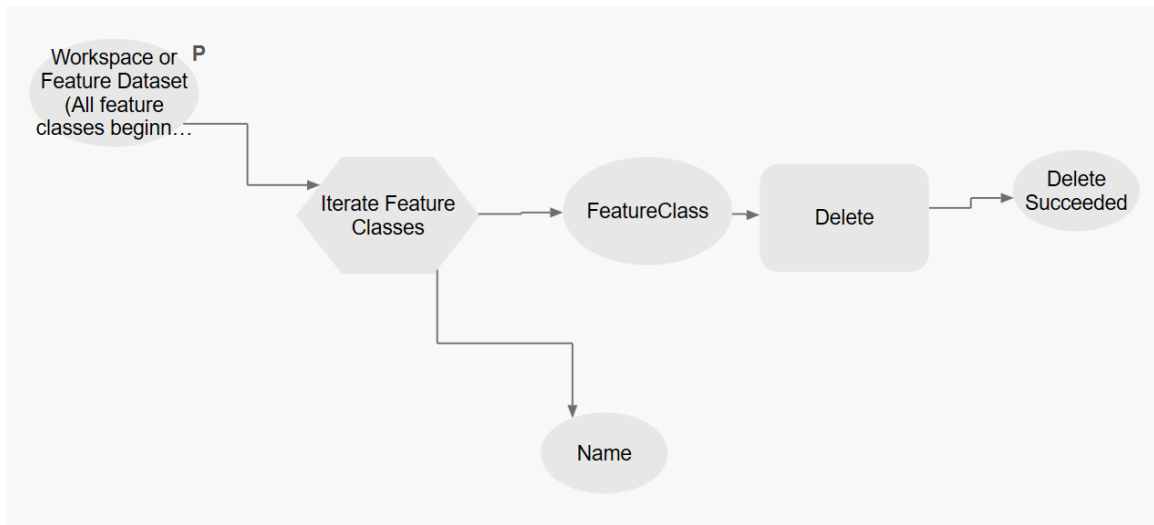 Workspace or P
Feature Dataset
(All feature
classes beginn…
Iterate Feature
Classes
FeatureClass
Delete
Delete
Succeeded
Name